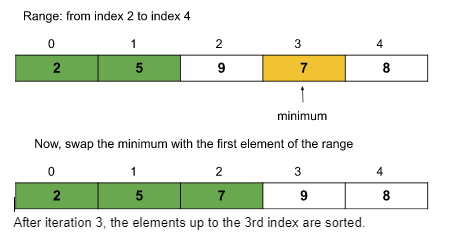 Range: from index 2 to index 4
0 1 2 3 4
2 5 9 7 8
minimum
Now, swap the minimum with the first element of the range
0 1 2 3 4
2 5 7 9 8
After iteration 3, the elements up to the 3rd index are sorted.